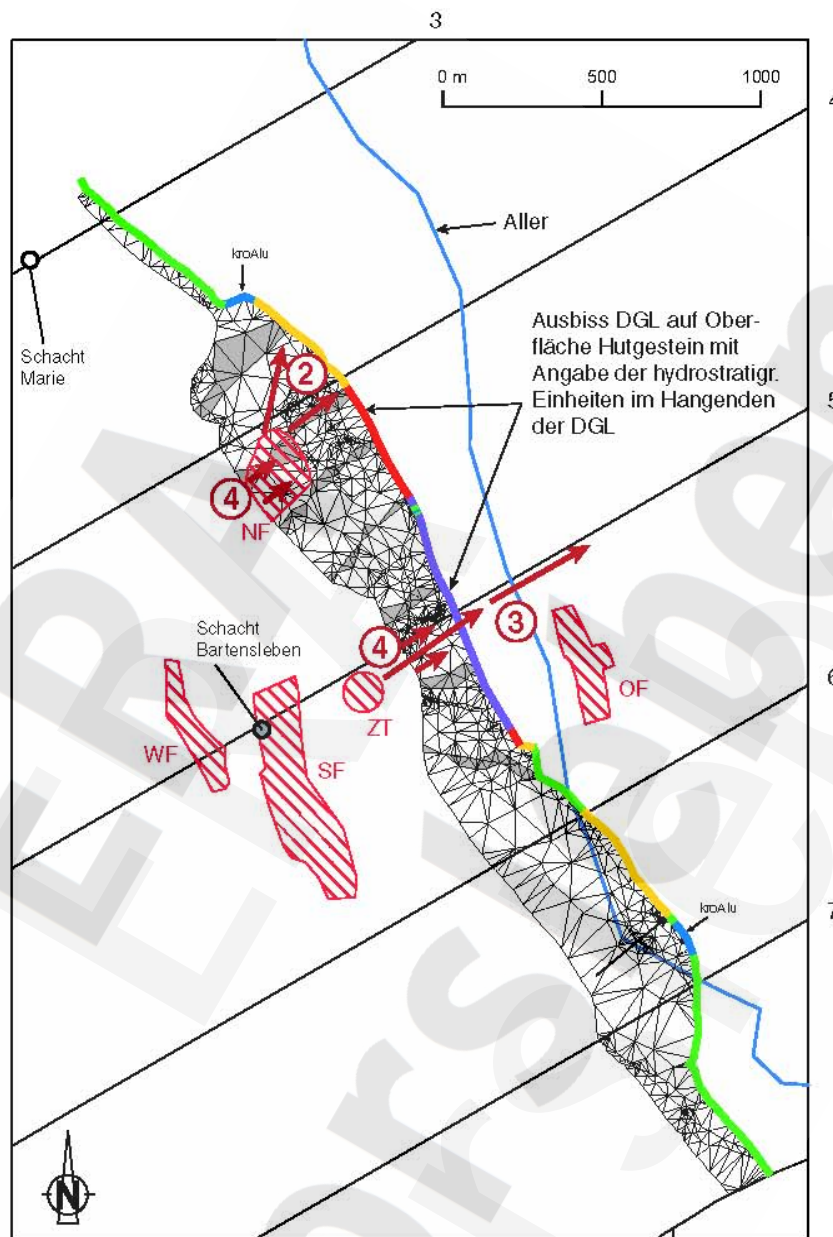 3
0 m 500 1000
4
Aller
kroAlu
Schacht
Marie
Ausbiss DGL auf Ober-
fläche Hutgestein mit
Angabe der hydrostratigr.
Einheiten im Hangenden
der DGL
2
5
4
NF
Schacht
Bartensleben
4
3
ZT
OF
6
WF
SF
kroAlu
7
N